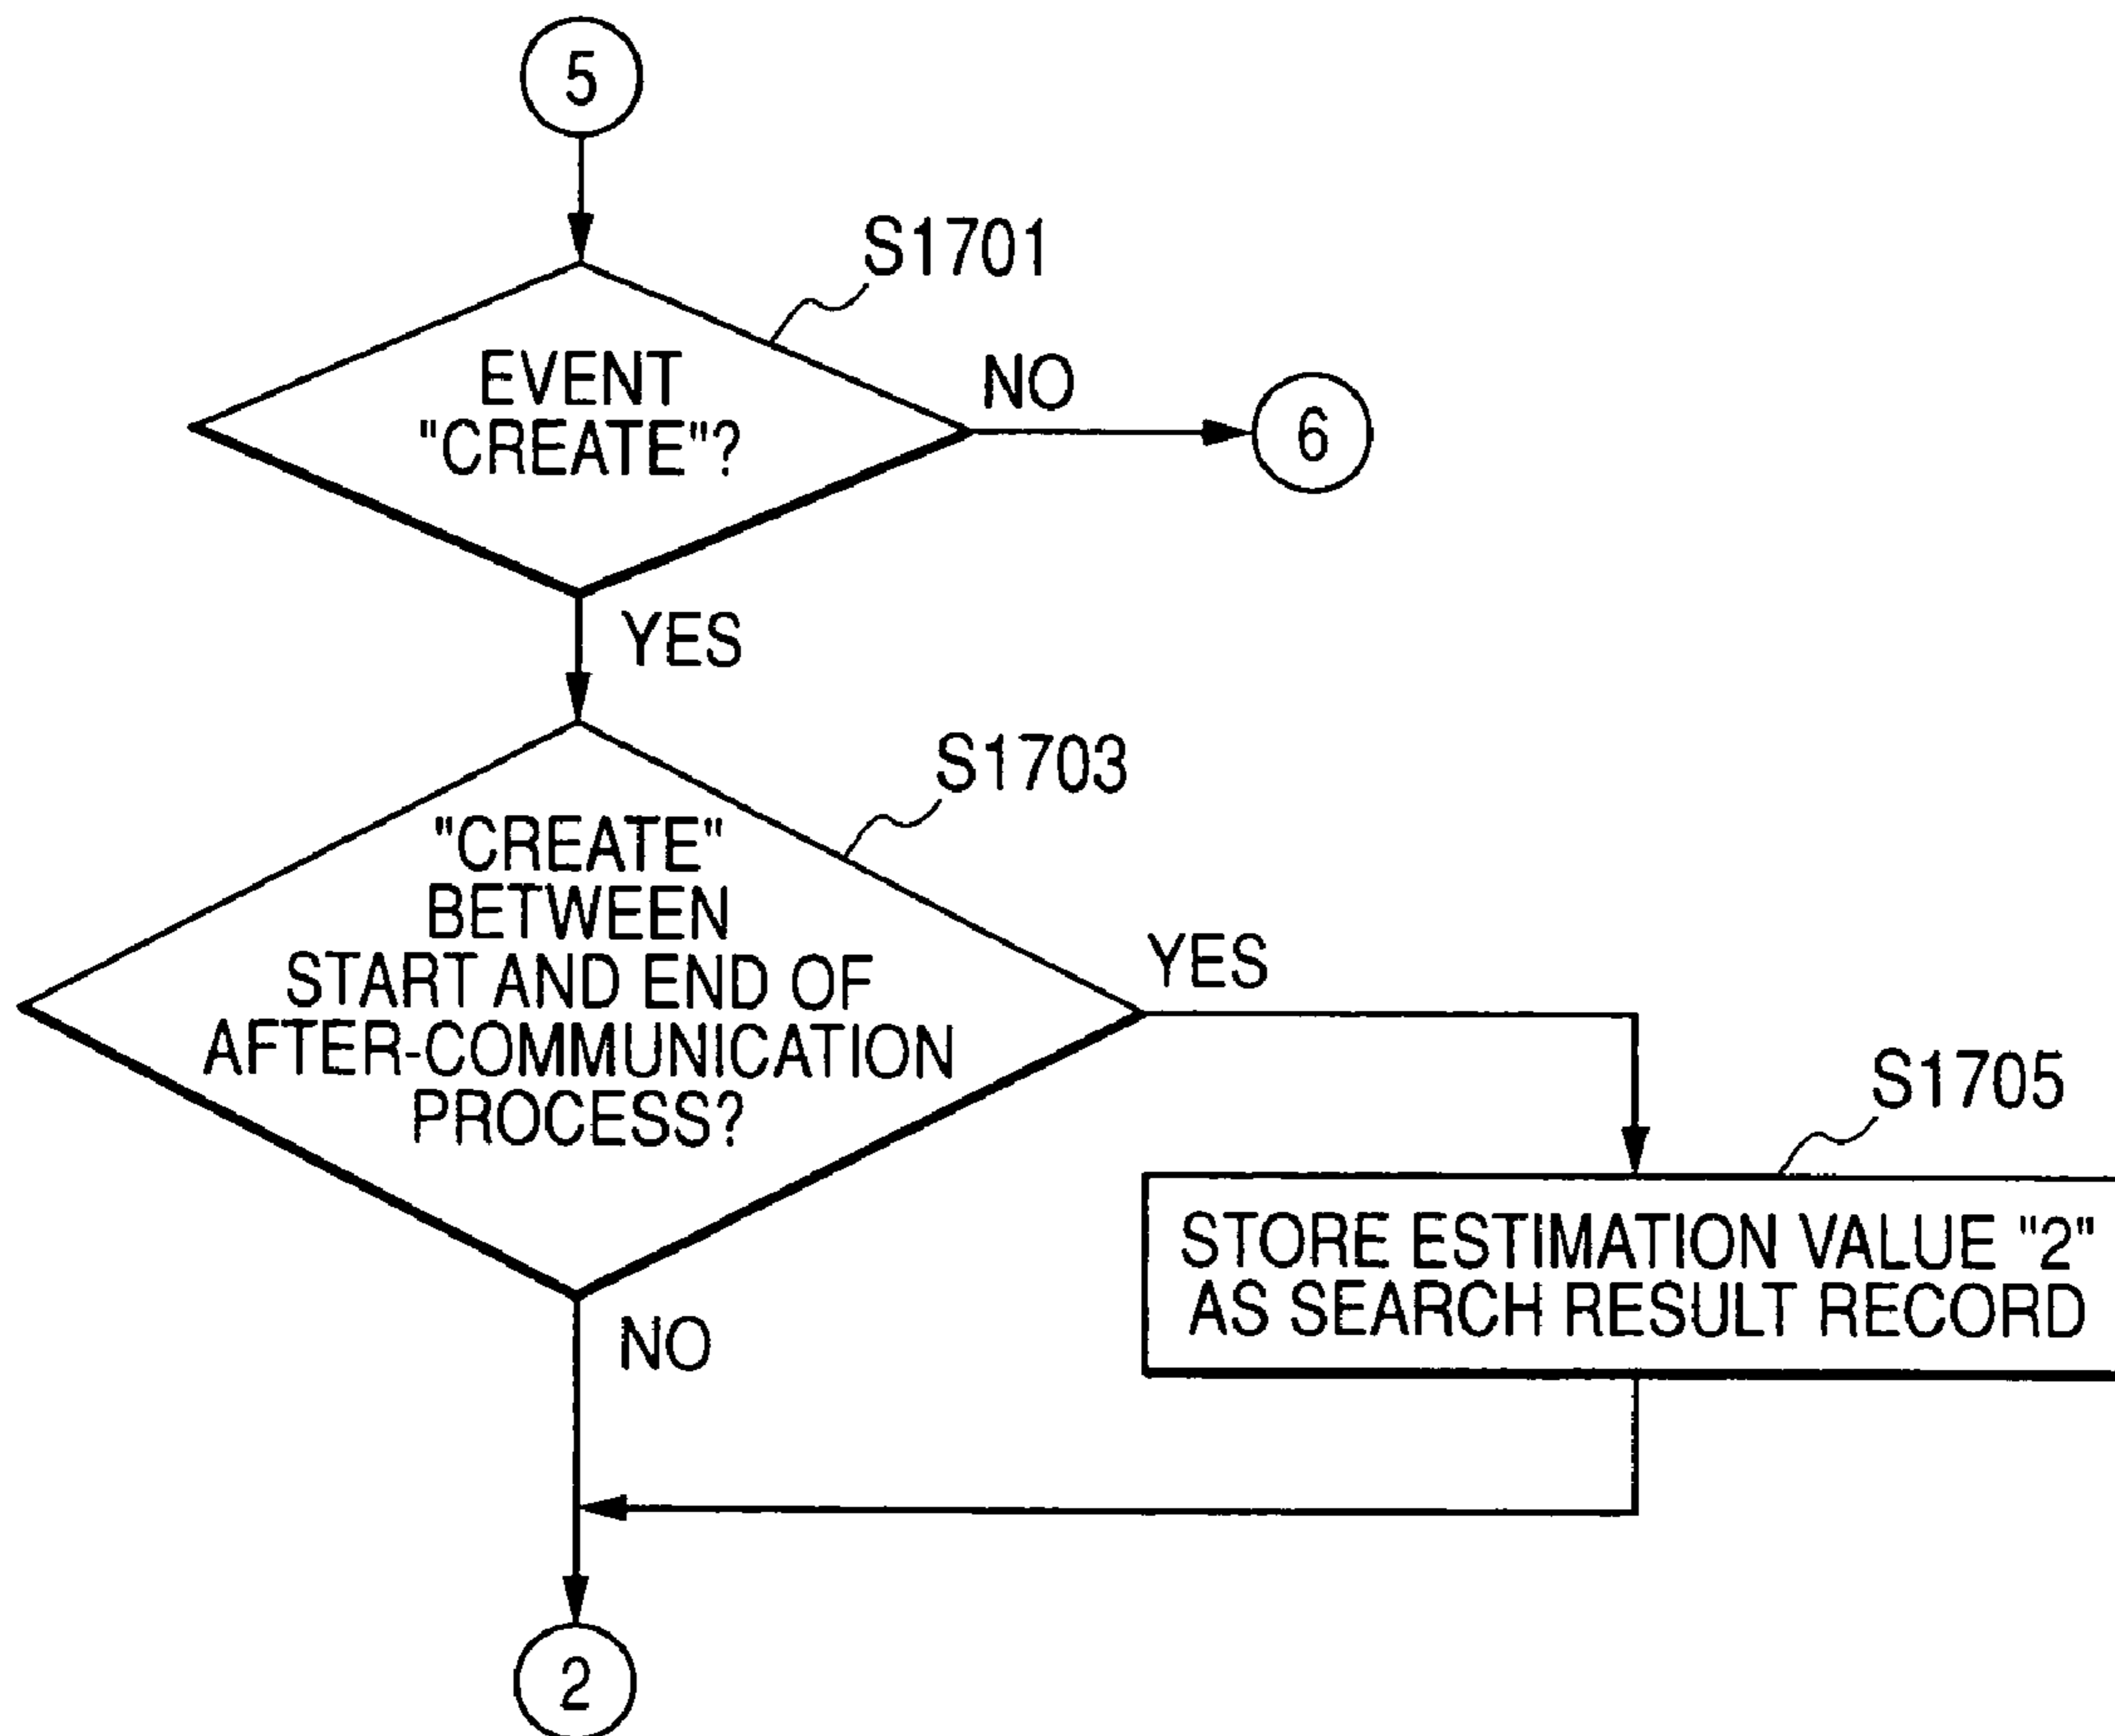 5
S1701
EVENT
"CREATE"?
NO
6
YES
S1703
"CREATE"
BETWEEN
START AND END OF
AFTER-COMMUNICATION
PROCESS?
YES
S1705
STORE ESTIMATION VALUE "2"
AS SEARCH RESULT RECORD
NO
2